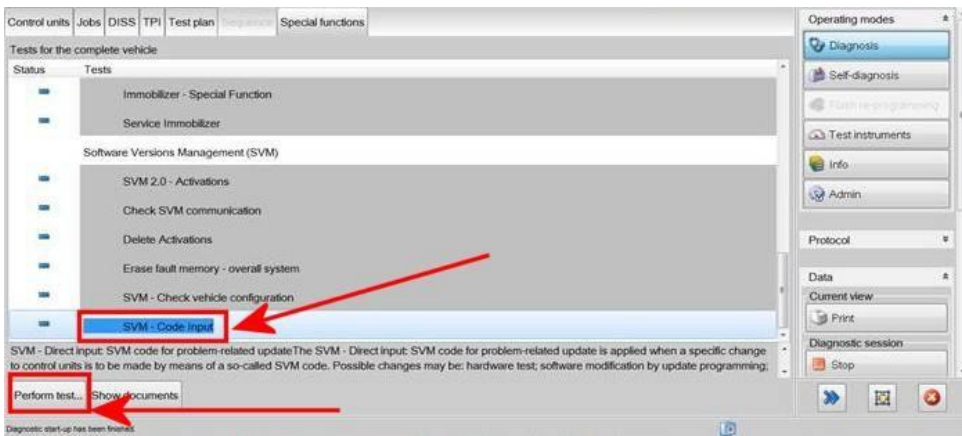 Control units Jobs DISS TPI Test plan Sequence Special functions
Tests for the complete vehicle
Status Tests
Immobilizer - Special Function
Service Immobilizer
Software Versions Management (SVM)
SVM 2.0 - Activations
Check SVM communication
Delete Activations
Erase fault memory - overall system
SVM - Check vehicle configuration
SVM - Code Input
SVM - Direct input: SVM code for problem-related updateThe SVM - Direct input: SVM code for problem-related update is applied when a specific change
to control units is to be made by means of a so-called SVM code. Possible changes may be: hardware test; software modification by update programming;
Perform test... Show documents
Diagnostic start-up has been finished.
Operating modes
Diagnosis
Self-diagnosis
Flash re-programming
Test instruments
Info
Admin
Protocol
Data
Current view
Print
Diagnostic session
Stop